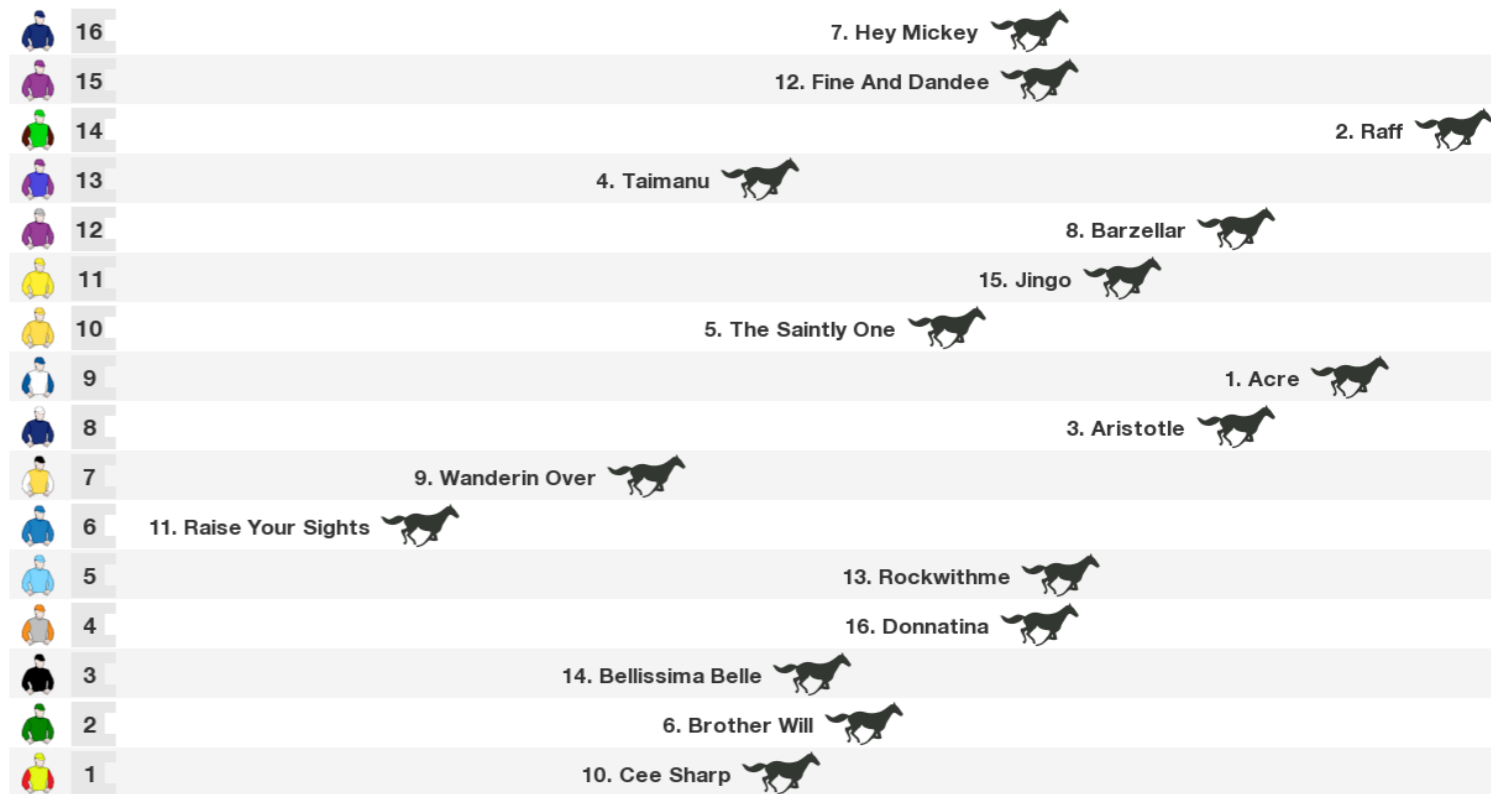 16 7. Hey Mickey
15 12. Fine And Dandee
14 2. Raff
13 4. Taimanu
12 8. Barzellar
11 15. Jingo
10 5. The Saintly One
9 1. Acre
8 3. Aristotle
7 9. Wanderin Over
6 11. Raise Your Sights
5 13. Rockwithme
4 16. Donnatina
3 14. Bellissima Belle
2 6. Brother Will
1 10. Cee Sharp